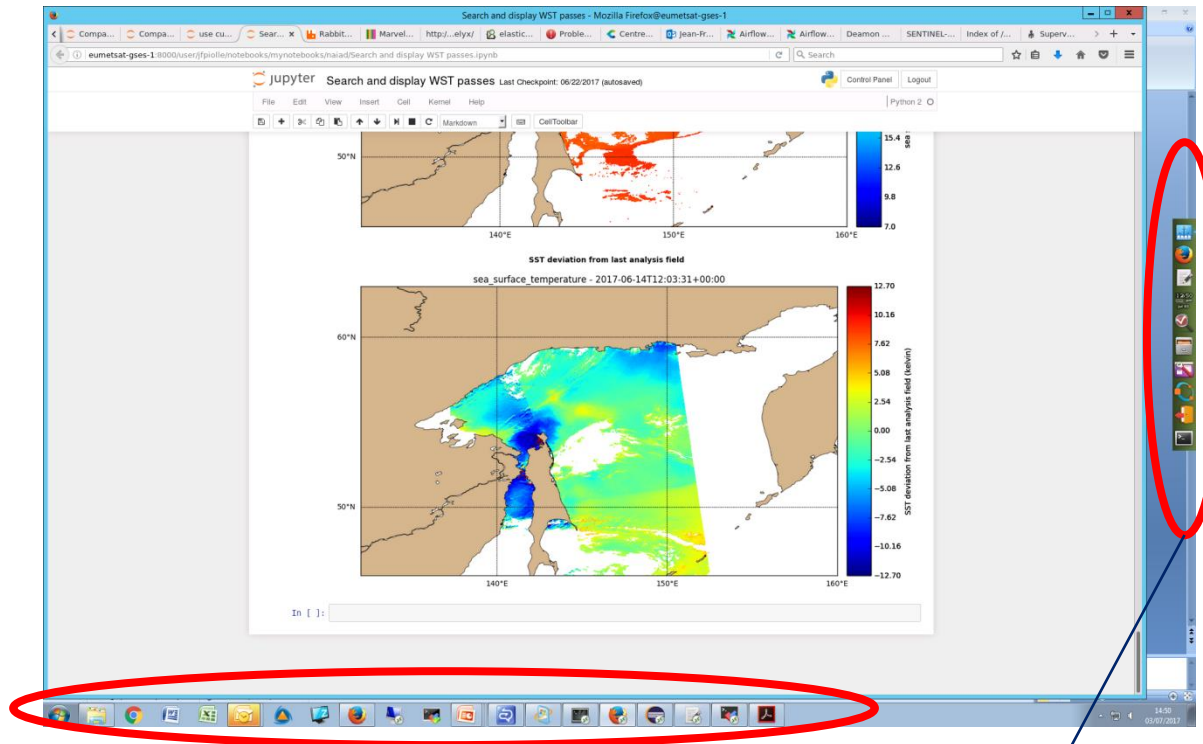 Search and display WST passes - Mozilla Firefox@eumetsat-gses-1
Compa... Compa... use cu... Sear... Rabbit... Marvel... http:/...elyx/ elastic... Proble... Centre... Jean-Fr... Airflow... Airflow... Deamon ... SENTINEL-... Index of /... Superv...
eumetsat-gses-1:8000/user/jfpiolle/notebooks/mynotebooks/naiad/Search and display WST passes.ipynb
Search
jupyter Search and display WST passes Last Checkpoint: 06/22/2017 (autosaved)
Control Panel Logout
File Edit View Insert Cell Kernel Help
Python 2
Markdown CellToolbar
15.4
sea
50°N
12.6
9.8
7.0
140°E 150°E 160°E
SST deviation from last analysis field
sea_surface_temperature - 2017-06-14T12:03:31+00:00
12.70
10.16
60°N
7.62
5.08
2.54
0.00
−2.54
−5.08
50°N
−7.62
−10.16
−12.70
SST deviation from last analysis field (kelvin)
140°E 150°E 160°E
In [ ]:
14:50
03/07/2017